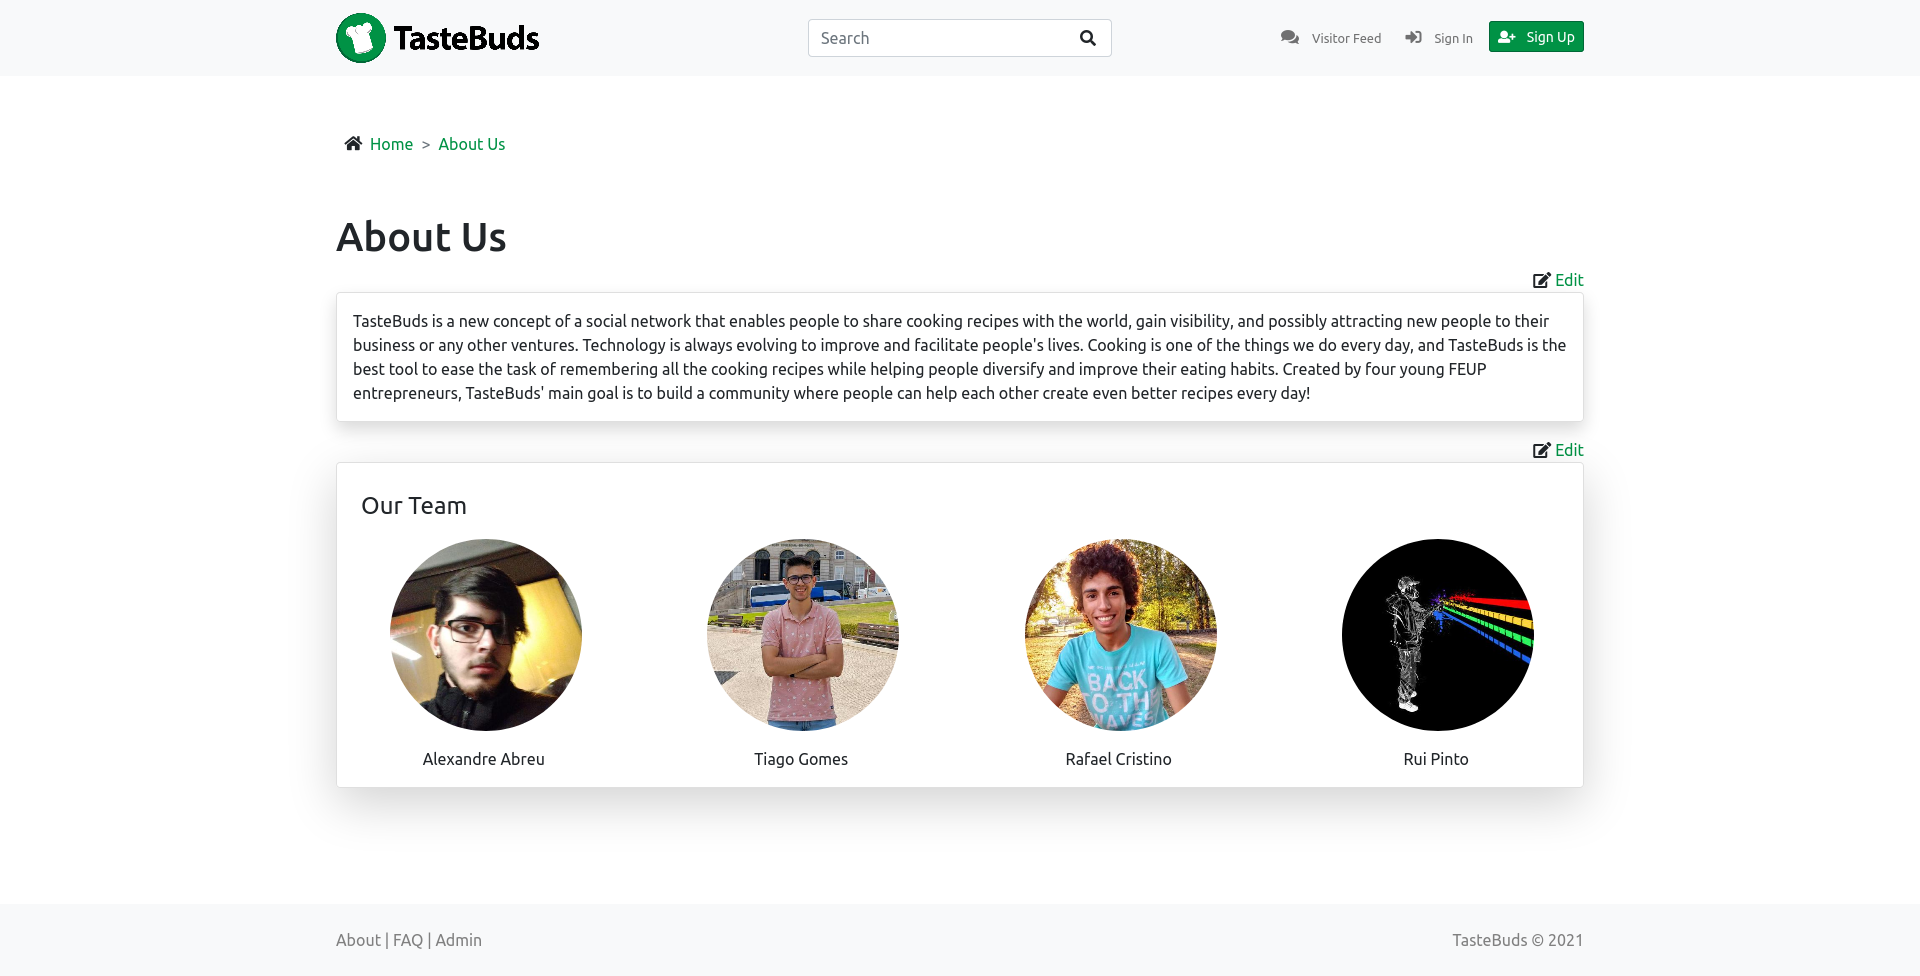 TasteBuds
Search
Visitor Feed
Sign In
Sign Up
Home > About Us
About Us
Edit
TasteBuds is a new concept of a social network that enables people to share cooking recipes with the world, gain visibility, and possibly attracting new people to their
business or any other ventures. Technology is always evolving to improve and facilitate people's lives. Cooking is one of the things we do every day, and TasteBuds is the
best tool to ease the task of remembering all the cooking recipes while helping people diversify and improve their eating habits. Created by four young FEUP
entrepreneurs, TasteBuds' main goal is to build a community where people can help each other create even better recipes every day!
Edit
Our Team
BACK
TO TH
WAVES
Alexandre Abreu
Tiago Gomes
Rafael Cristino
Rui Pinto
About | FAQ | Admin
TasteBuds © 2021